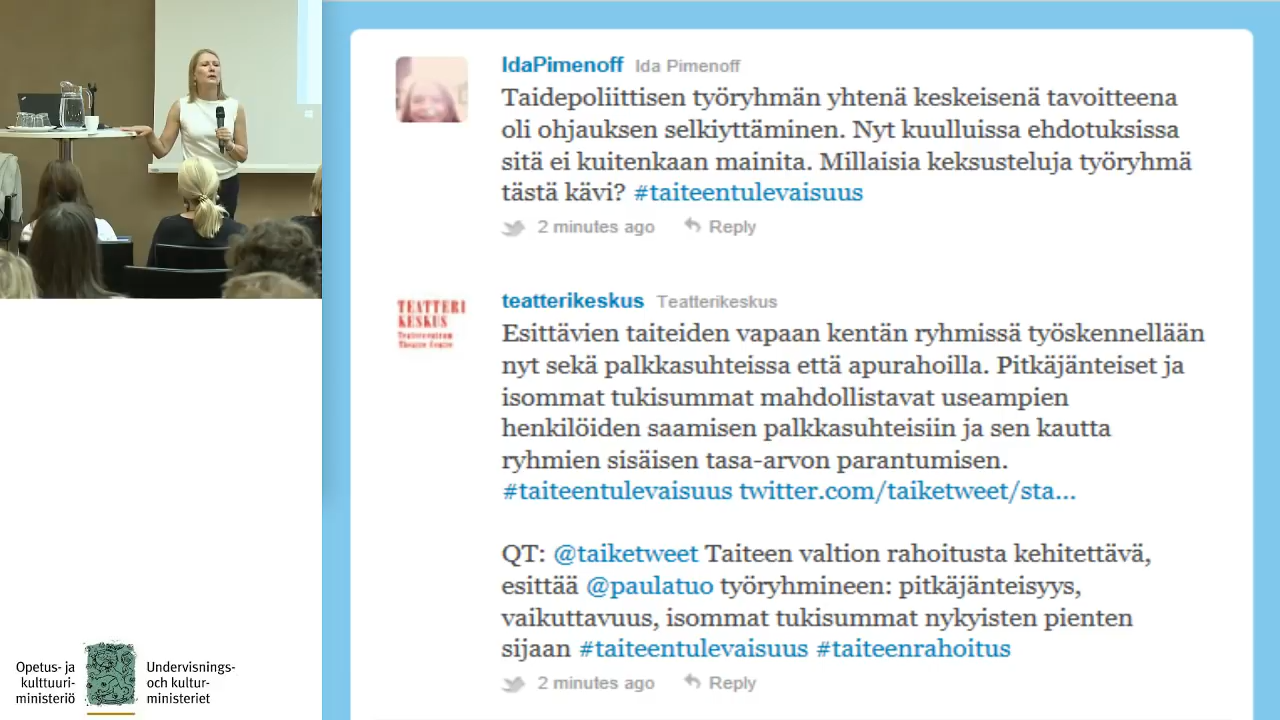 IdaPimenoff Ida Pimenoff
Taidepoliittisen työryhmän yhtenä keskeisenä tavoitteena
oli ohjauksen selkiyttäminen. Nyt kuulluissa ehdotuksissa
sitä ei kuitenkaan mainita. Millaisia keksusteluja työryhmä
tästä kävi? #taiteentulevaisuus
2 minutes ago Reply
TEATTERI
KESKUS
Teatercentrum
Theatre Centre
teatterikeskus Teatterikeskus
Esittävien taiteiden vapaan kentän ryhmissä työskennellään
nyt sekä palkkasuhteissa että apurahoilla. Pitkäjänteiset ja
isommat tukisummat mahdollistavat useampien
henkilöiden saamisen palkkasuhteisiin ja sen kautta
ryhmien sisäisen tasa-arvon parantumisen.
#taiteentulevaisuus twitter.com/taiketweet/sta...
QT: @taiketweet Taiteen valtion rahoitusta kehitettävä,
esittää @paulatuo työryhmineen: pitkäjänteisyys,
vaikuttavuus, isommat tukisummat nykyisten pienten
sijaan #taiteentulevaisuus #taiteenrahoitus
2 minutes ago Reply
Opetus- ja
kulttuuri-
ministeriö
Undervisnings-
och kultur-
ministeriet